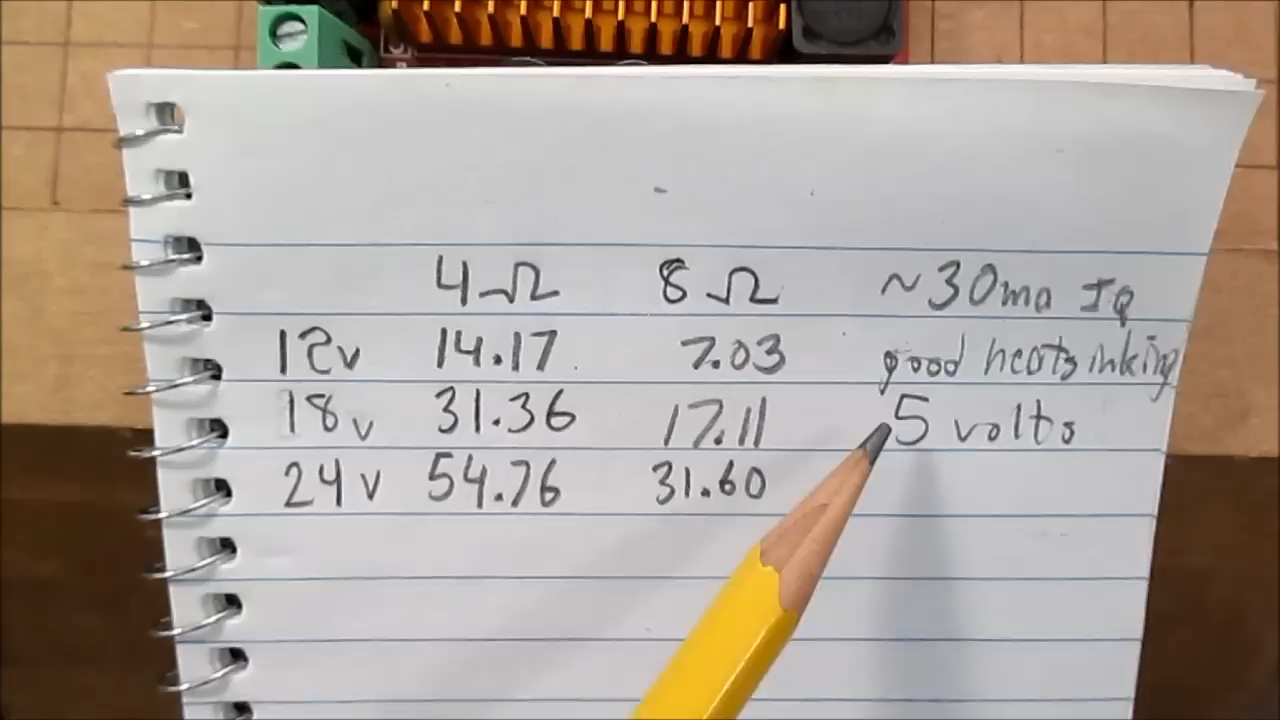 4Ω 8Ω ~30ma IQ
12v 14.17 7.03 good heatsinking
18v 31.36 17.11 5 volts
24v 54.76 31.60